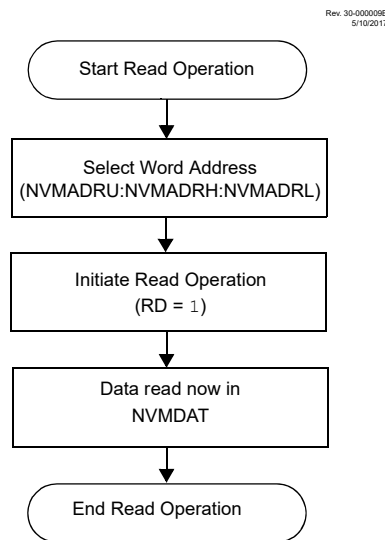 Rev. 30-000009B
5/10/2017
Start Read Operation
Select Word Address
(NVMADRU:NVMADRH:NVMADRL)
Initiate Read Operation
(RD = 1)
Data read now in
NVMDAT
End Read Operation